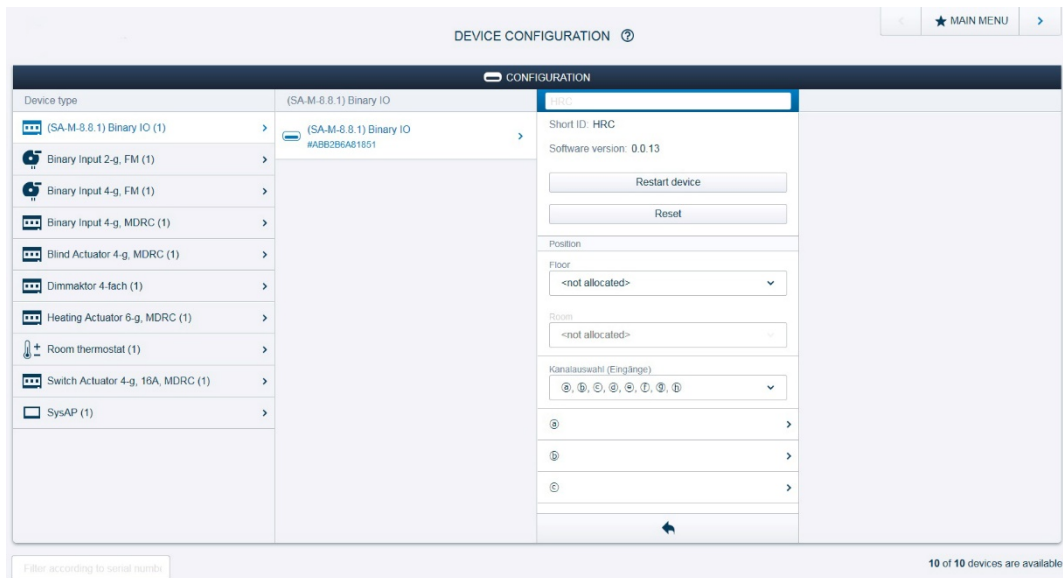 ★ MAIN MENU
DEVICE CONFIGURATION ?
CONFIGURATION
Device type
(SA-M-8.8.1) Binary IO (1)
Binary Input 2-g, FM (1)
Binary Input 4-g, FM (1)
Binary Input 4-g, MDRC (1)
Blind Actuator 4-g, MDRC (1)
Dimmaktor 4-fach (1)
Heating Actuator 6-g, MDRC (1)
Room thermostat (1)
Switch Actuator 4-g, 16A, MDRC (1)
SysAP (1)
(SA-M-8.8.1) Binary IO
(SA-M-8.8.1) Binary IO
#ABB2B6A81851
HRC
Short ID: HRC
Software version: 0.0.13
Restart device
Reset
Position
Floor
<not allocated>
Room
<not allocated>
Kanalauswahl (Eingänge)
ⓐ, ⓑ, ⓒ, ⓓ, ⓔ, ⓕ, ⓖ, ⓗ
ⓐ
ⓑ
ⓒ
Filter according to serial numbe
10 of 10 devices are available